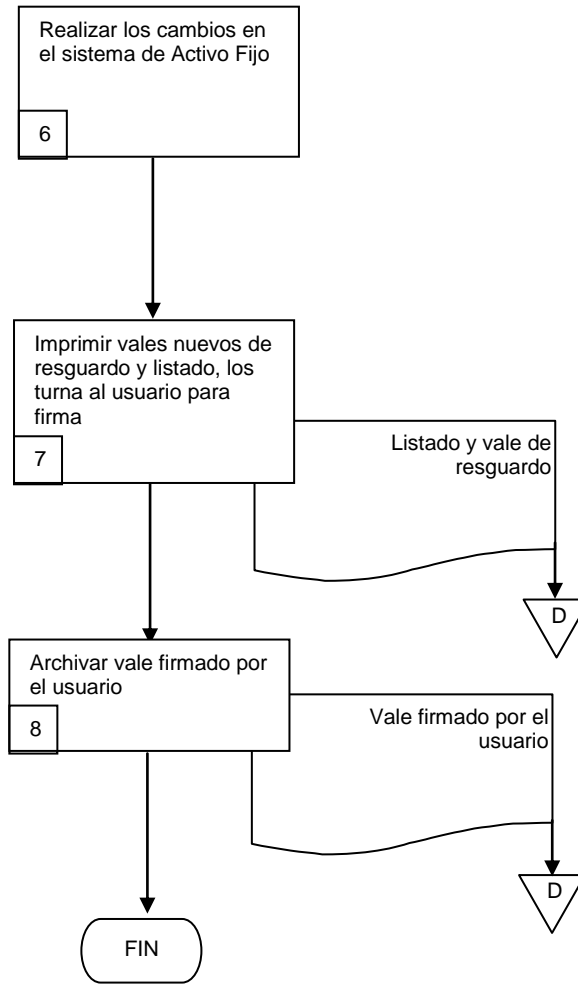 Realizar los cambios en
el sistema de Activo Fijo
6
Imprimir vales nuevos de
resguardo y listado, los
turna al usuario para
firma
7
Listado y vale de
resguardo
D
Archivar vale firmado por
el usuario
8
Vale firmado por el
usuario
D
FIN